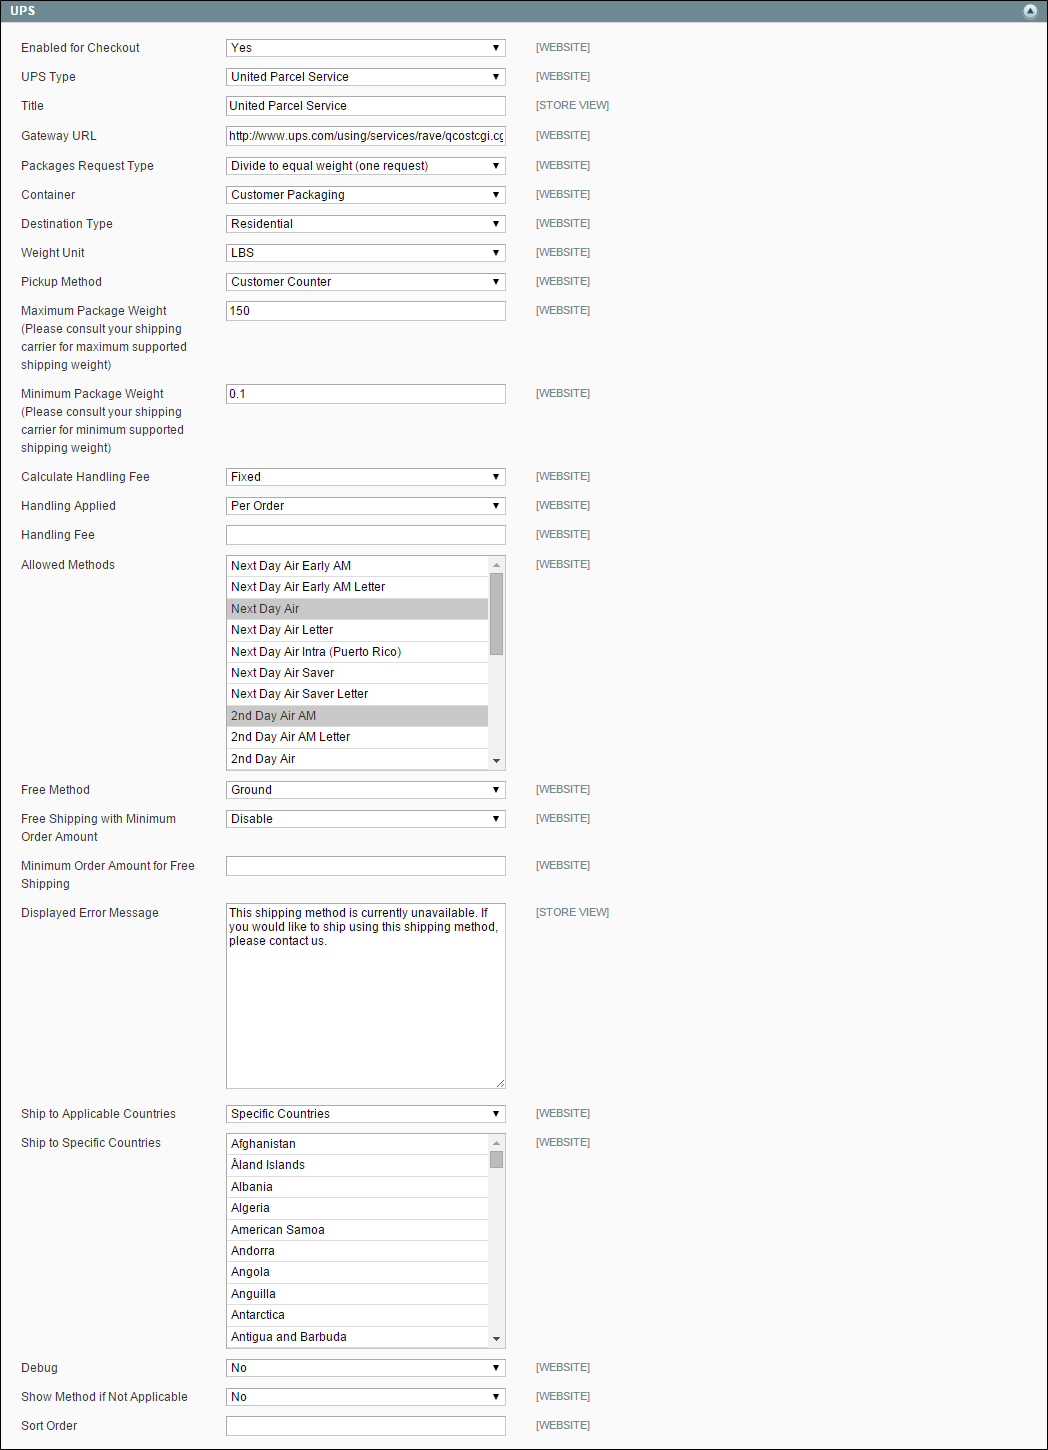 UPS
Enabled for Checkout Yes [WEBSITE]
UPS Type United Parcel Service [WEBSITE]
Title United Parcel Service [STORE VIEW]
Gateway URL http://www.ups.com/using/services/rave/qcostcgi.cg [WEBSITE]
Packages Request Type Divide to equal weight (one request) [WEBSITE]
Container Customer Packaging [WEBSITE]
Destination Type Residential [WEBSITE]
Weight Unit LBS [WEBSITE]
Pickup Method Customer Counter [WEBSITE]
Maximum Package Weight 150 [WEBSITE]
(Please consult your shipping
carrier for maximum supported
shipping weight)
Minimum Package Weight 0.1 [WEBSITE]
(Please consult your shipping
carrier for minimum supported
shipping weight)
Calculate Handling Fee Fixed [WEBSITE]
Handling Applied Per Order [WEBSITE]
Handling Fee [WEBSITE]
Allowed Methods Next Day Air Early AM [WEBSITE]
Next Day Air Early AM Letter
Next Day Air
Next Day Air Letter
Next Day Air Intra (Puerto Rico)
Next Day Air Saver
Next Day Air Saver Letter
2nd Day Air AM
2nd Day Air AM Letter
2nd Day Air
Free Method Ground [WEBSITE]
Free Shipping with Minimum Disable [WEBSITE]
Order Amount
Minimum Order Amount for Free [WEBSITE]
Shipping
Displayed Error Message This shipping method is currently unavailable. If [STORE VIEW]
you would like to ship using this shipping method,
please contact us.
Ship to Applicable Countries Specific Countries [WEBSITE]
Ship to Specific Countries Afghanistan [WEBSITE]
Åland Islands
Albania
Algeria
American Samoa
Andorra
Angola
Anguilla
Antarctica
Antigua and Barbuda
Debug No [WEBSITE]
Show Method if Not Applicable No [WEBSITE]
Sort Order [WEBSITE]